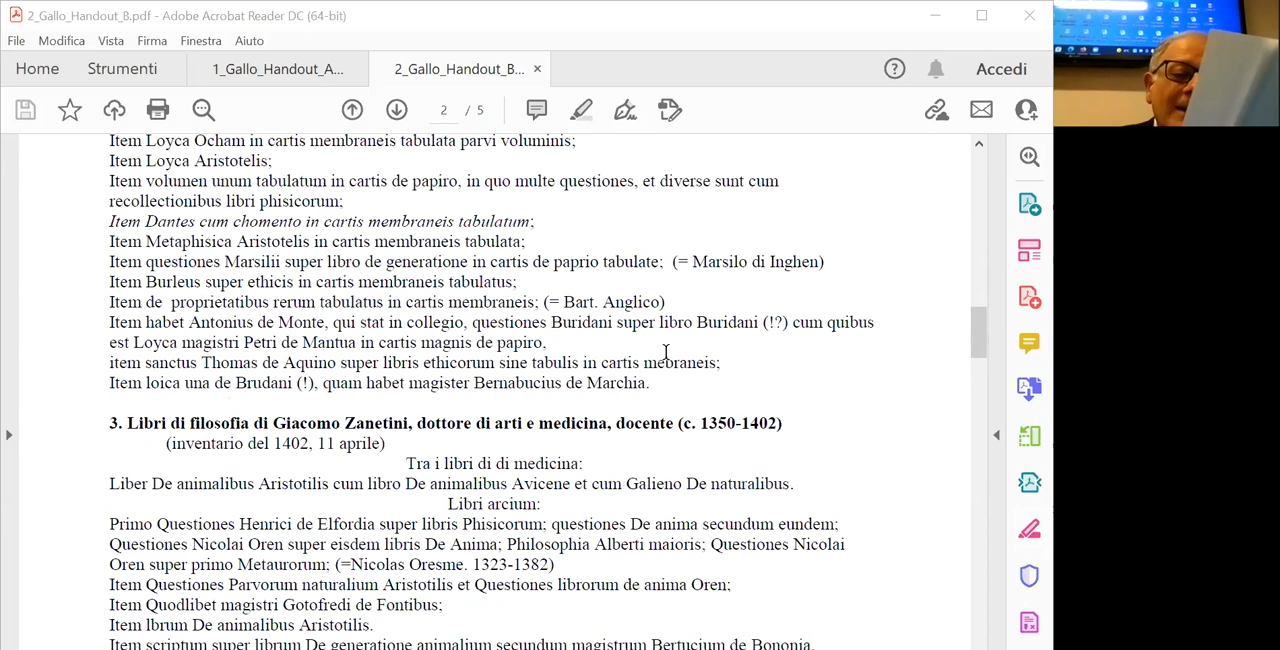 2_Gallo_Handout_B.pdf - Adobe Acrobat Reader DC (64-bit)
File Modifica Vista Firma Finestra Aiuto
Home Strumenti 1_Gallo_Handout_A... 2_Gallo_Handout_B... × Accedi
2 / 5
Item Loyca Ocham in cartis membraneis tabulata parvi voluminis;
Item Loyca Aristotelis;
Item volumen unum tabulatum in cartis de papiro, in quo multe questiones, et diverse sunt cum
recollectionibus libri phisicorum;
Item Dantes cum chomento in cartis membraneis tabulatum;
Item Metaphisica Aristotelis in cartis membraneis tabulata;
Item questiones Marsilii super libro de generatione in cartis de paprio tabulate; (= Marsilo di Inghen)
Item Burleus super ethicis in cartis membraneis tabulatus;
Item de proprietatibus rerum tabulatus in cartis membraneis; (= Bart. Anglico)
Item habet Antonius de Monte, qui stat in collegio, questiones Buridani super libro Buridani (!?) cum quibus
est Loyca magistri Petri de Mantua in cartis magnis de papiro,
item sanctus Thomas de Aquino super libris ethicorum sine tabulis in cartis mebraneis;
Item loica una de Brudani (!), quam habet magister Bernabucius de Marchia.
3. Libri di filosofia di Giacomo Zanetini, dottore di arti e medicina, docente (c. 1350-1402)
(inventario del 1402, 11 aprile)
Tra i libri di di medicina:
Liber De animalibus Aristotilis cum libro De animalibus Avicene et cum Galieno De naturalibus.
Libri arcium:
Primo Questiones Henrici de Elfordia super libris Phisicorum; questiones De anima secundum eundem;
Questiones Nicolai Oren super eisdem libris De Anima; Philosophia Alberti maioris; Questiones Nicolai
Oren super primo Metaurorum; (=Nicolas Oresme. 1323-1382)
Item Questiones Parvorum naturalium Aristotilis et Questiones librorum de anima Oren;
Item Quodlibet magistri Gotofredi de Fontibus;
Item lbrum De animalibus Aristotilis.
Item scriptum super librum De generatione animalium secundum magistrum Bertucium de Bononia.